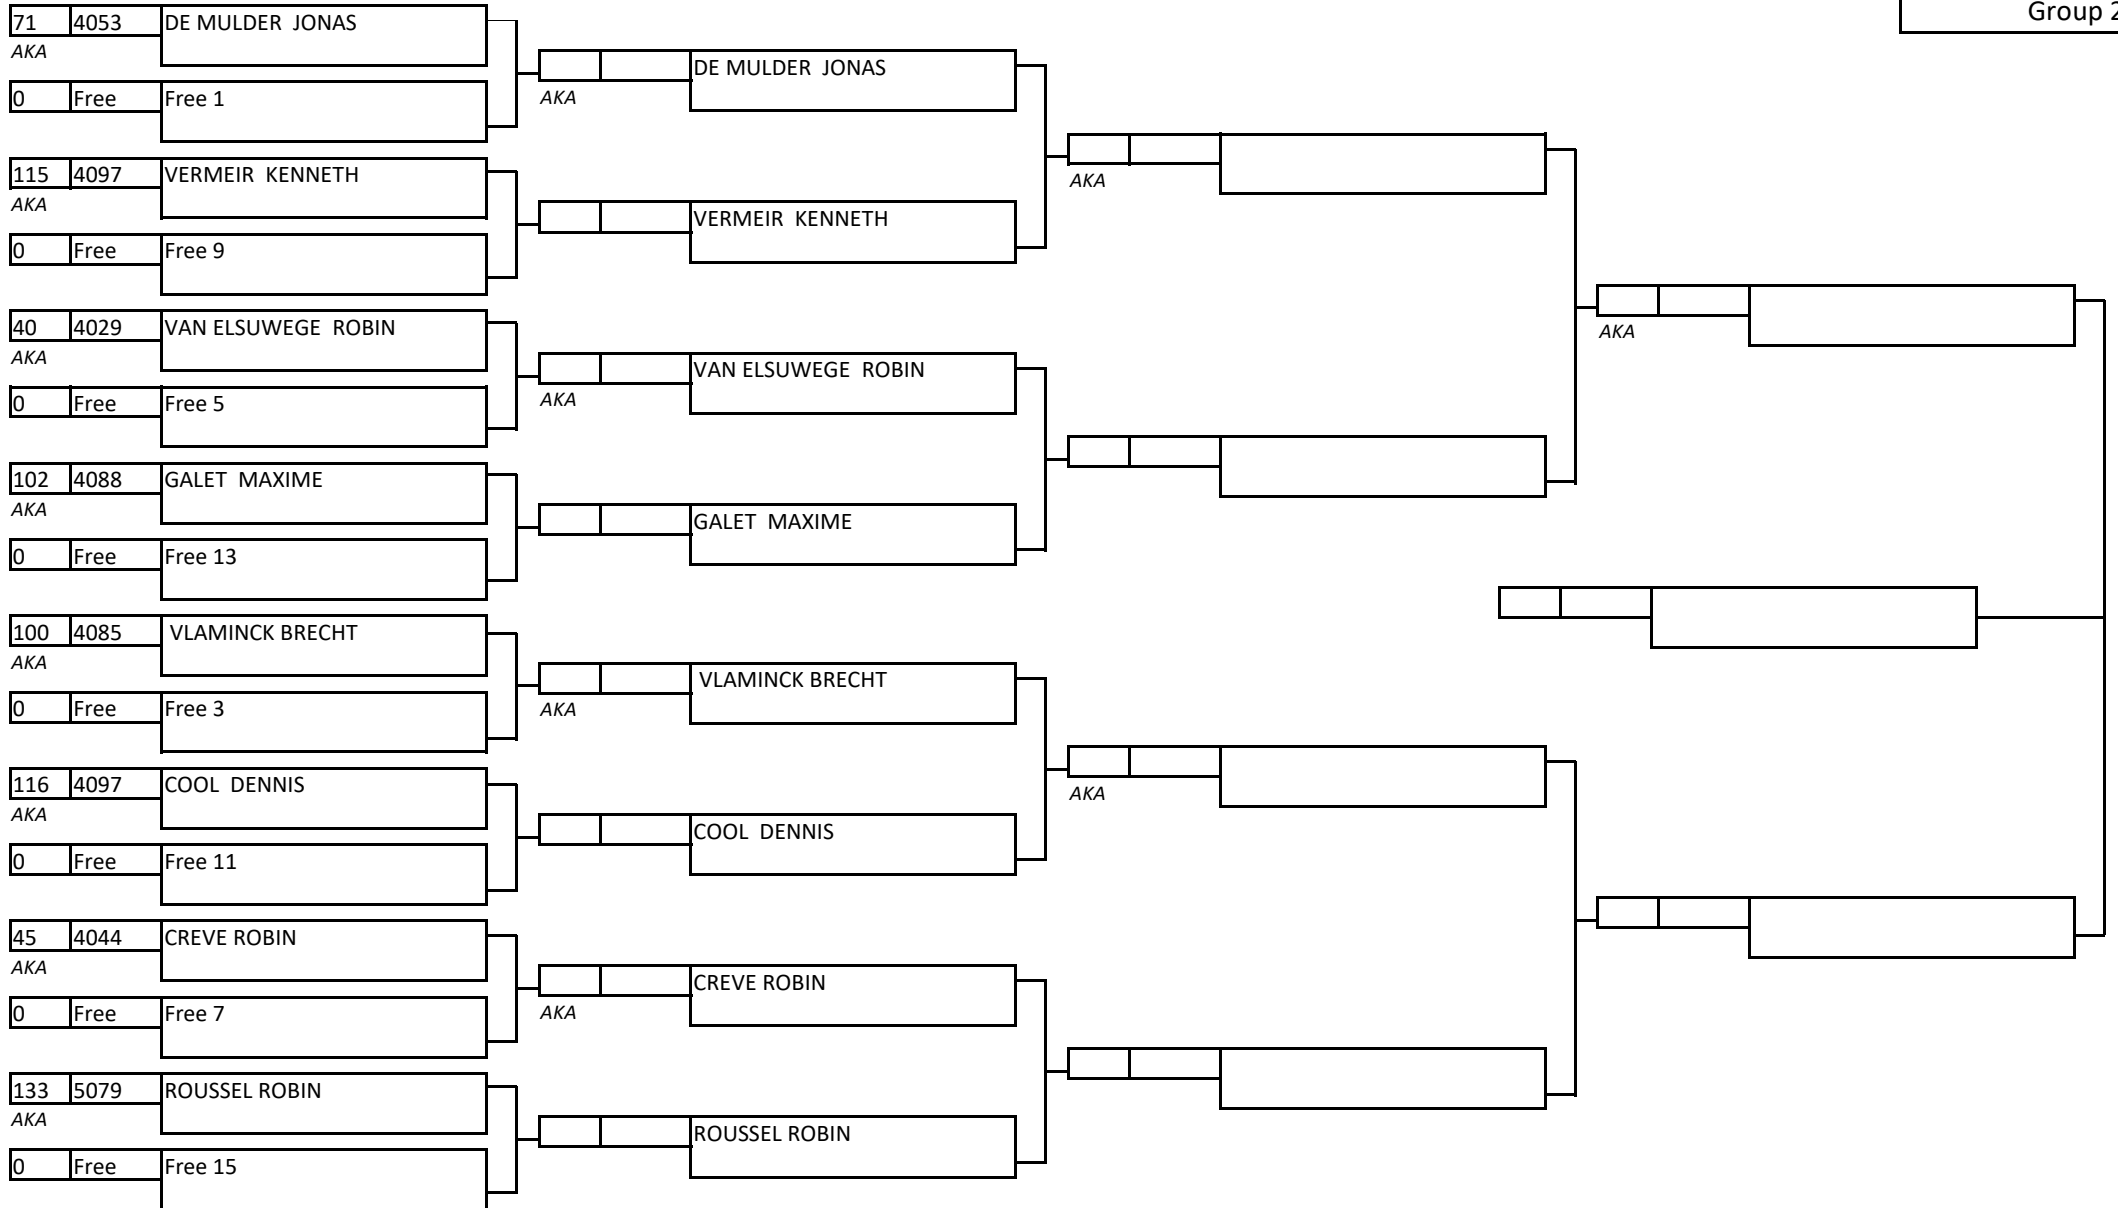 Group 2
71 4053 DE MULDER  JONAS
AKA
0 Free Free 1
115 4097 VERMEIR  KENNETH
AKA
0 Free Free 9
40 4029 VAN ELSUWEGE  ROBIN
AKA
0 Free Free 5
102 4088 GALET  MAXIME
AKA
0 Free Free 13
100 4085 VLAMINCK BRECHT
AKA
0 Free Free 3
116 4097 COOL  DENNIS
AKA
0 Free Free 11
45 4044 CREVE ROBIN
AKA
0 Free Free 7
133 5079 ROUSSEL ROBIN
AKA
0 Free Free 15
DE MULDER  JONAS
AKA
VERMEIR  KENNETH
VAN ELSUWEGE  ROBIN
AKA
GALET  MAXIME
VLAMINCK BRECHT
AKA
COOL  DENNIS
CREVE ROBIN
AKA
ROUSSEL ROBIN
AKA
AKA
AKA